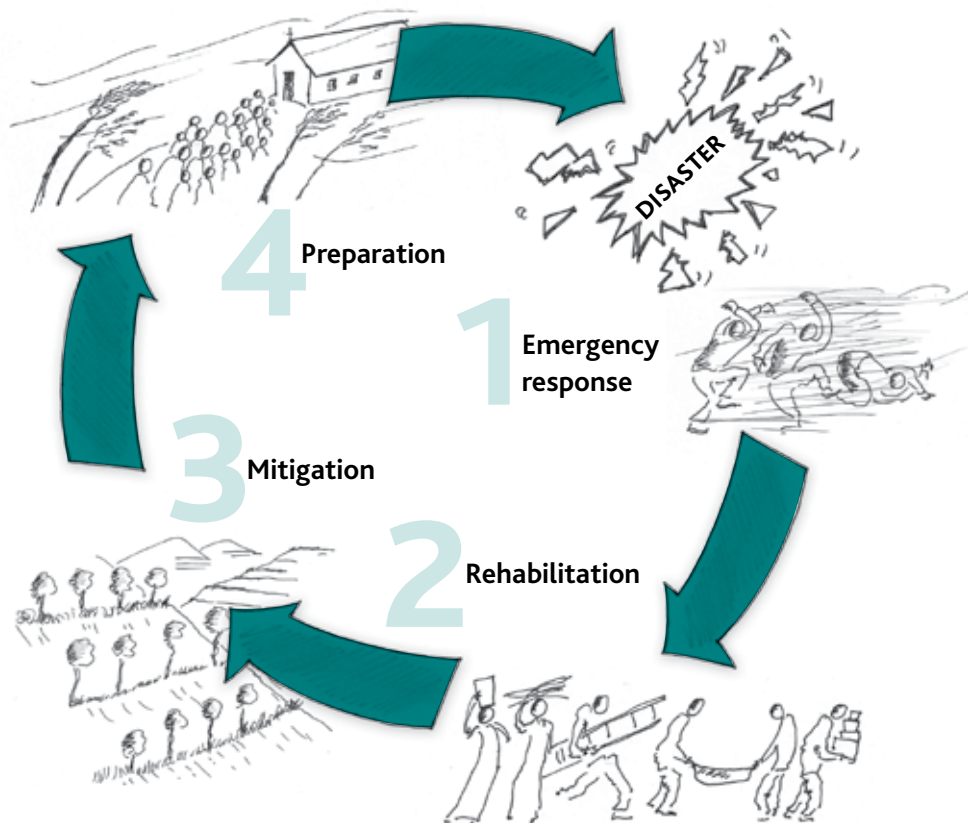 DISASTER
1
Emergency
response
2
Rehabilitation
3
Mitigation
4
Preparation